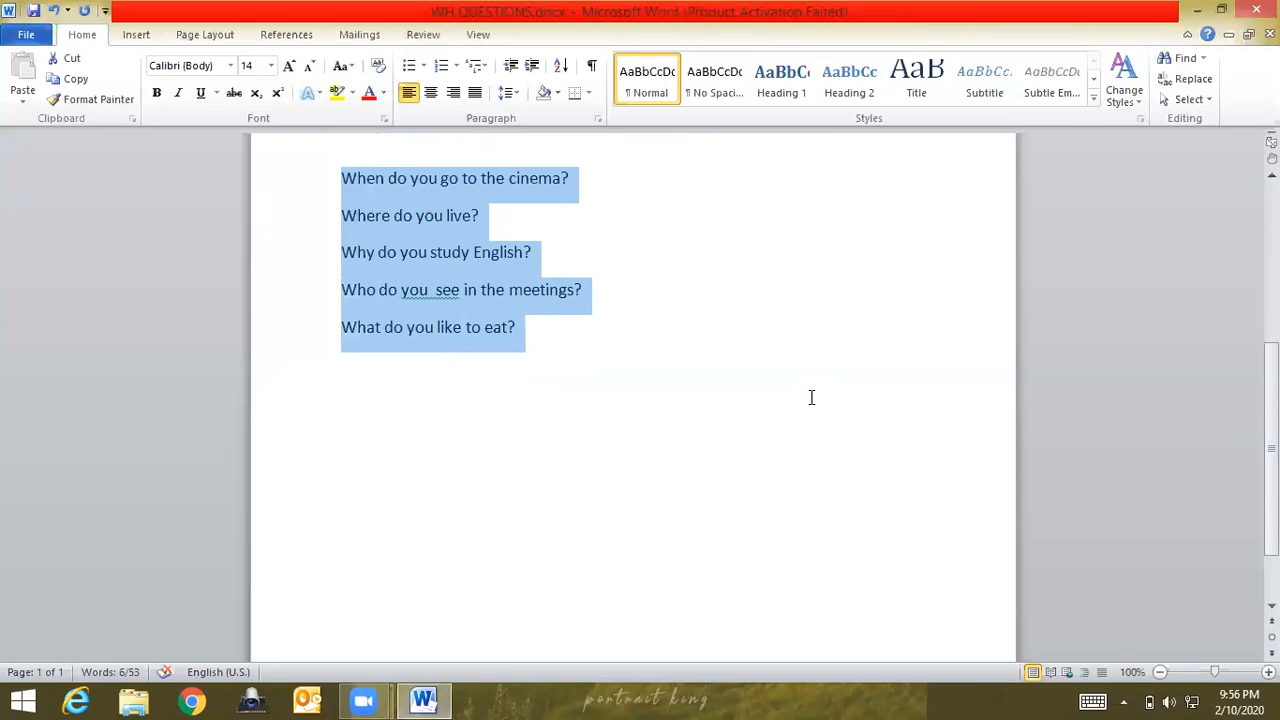 WH QUESTIONS.docx - Microsoft Word (Product Activation Failed)
File Home Insert Page Layout References Mailings Review View
Cut
Copy
Format Painter
Paste
Calibri (Body) 14
AaBbCcDc AaBbCcDc AaBbC AaBbCc AaB AaBbCc. AaBbCcDc
¶ Normal ¶ No Spaci... Heading 1 Heading 2 Title Subtitle Subtle Em...
Change
Styles
Find
Replace
Select
Clipboard Font Paragraph Styles Editing
When do you go to the cinema?
Where do you live?
Why do you study English?
Who do you  see in the meetings?
What do you like to eat?
Page: 1 of 1 Words: 6/53 English (U.S.) 100%
portrait king
9:56 PM
2/10/2020